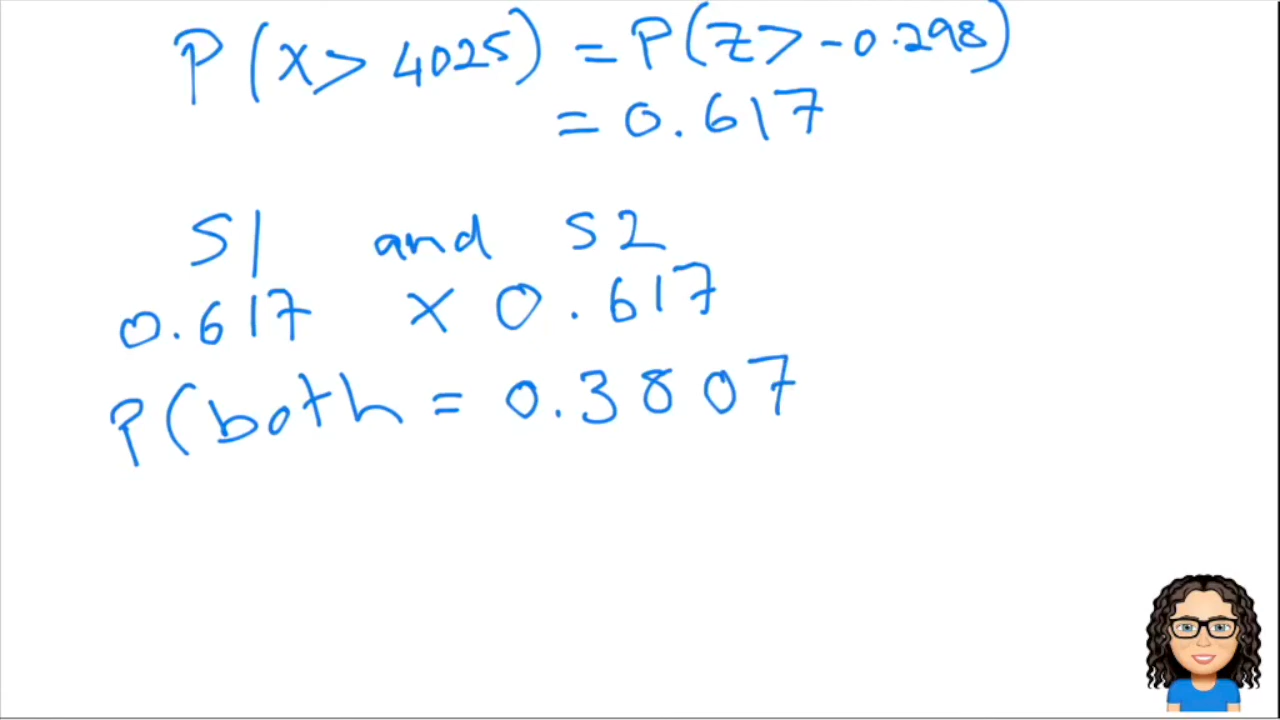 P(X> 4025) = P(Z> -0.298)
= 0.617
S1 and S2
0.617 × 0.617
P(both = 0.3807